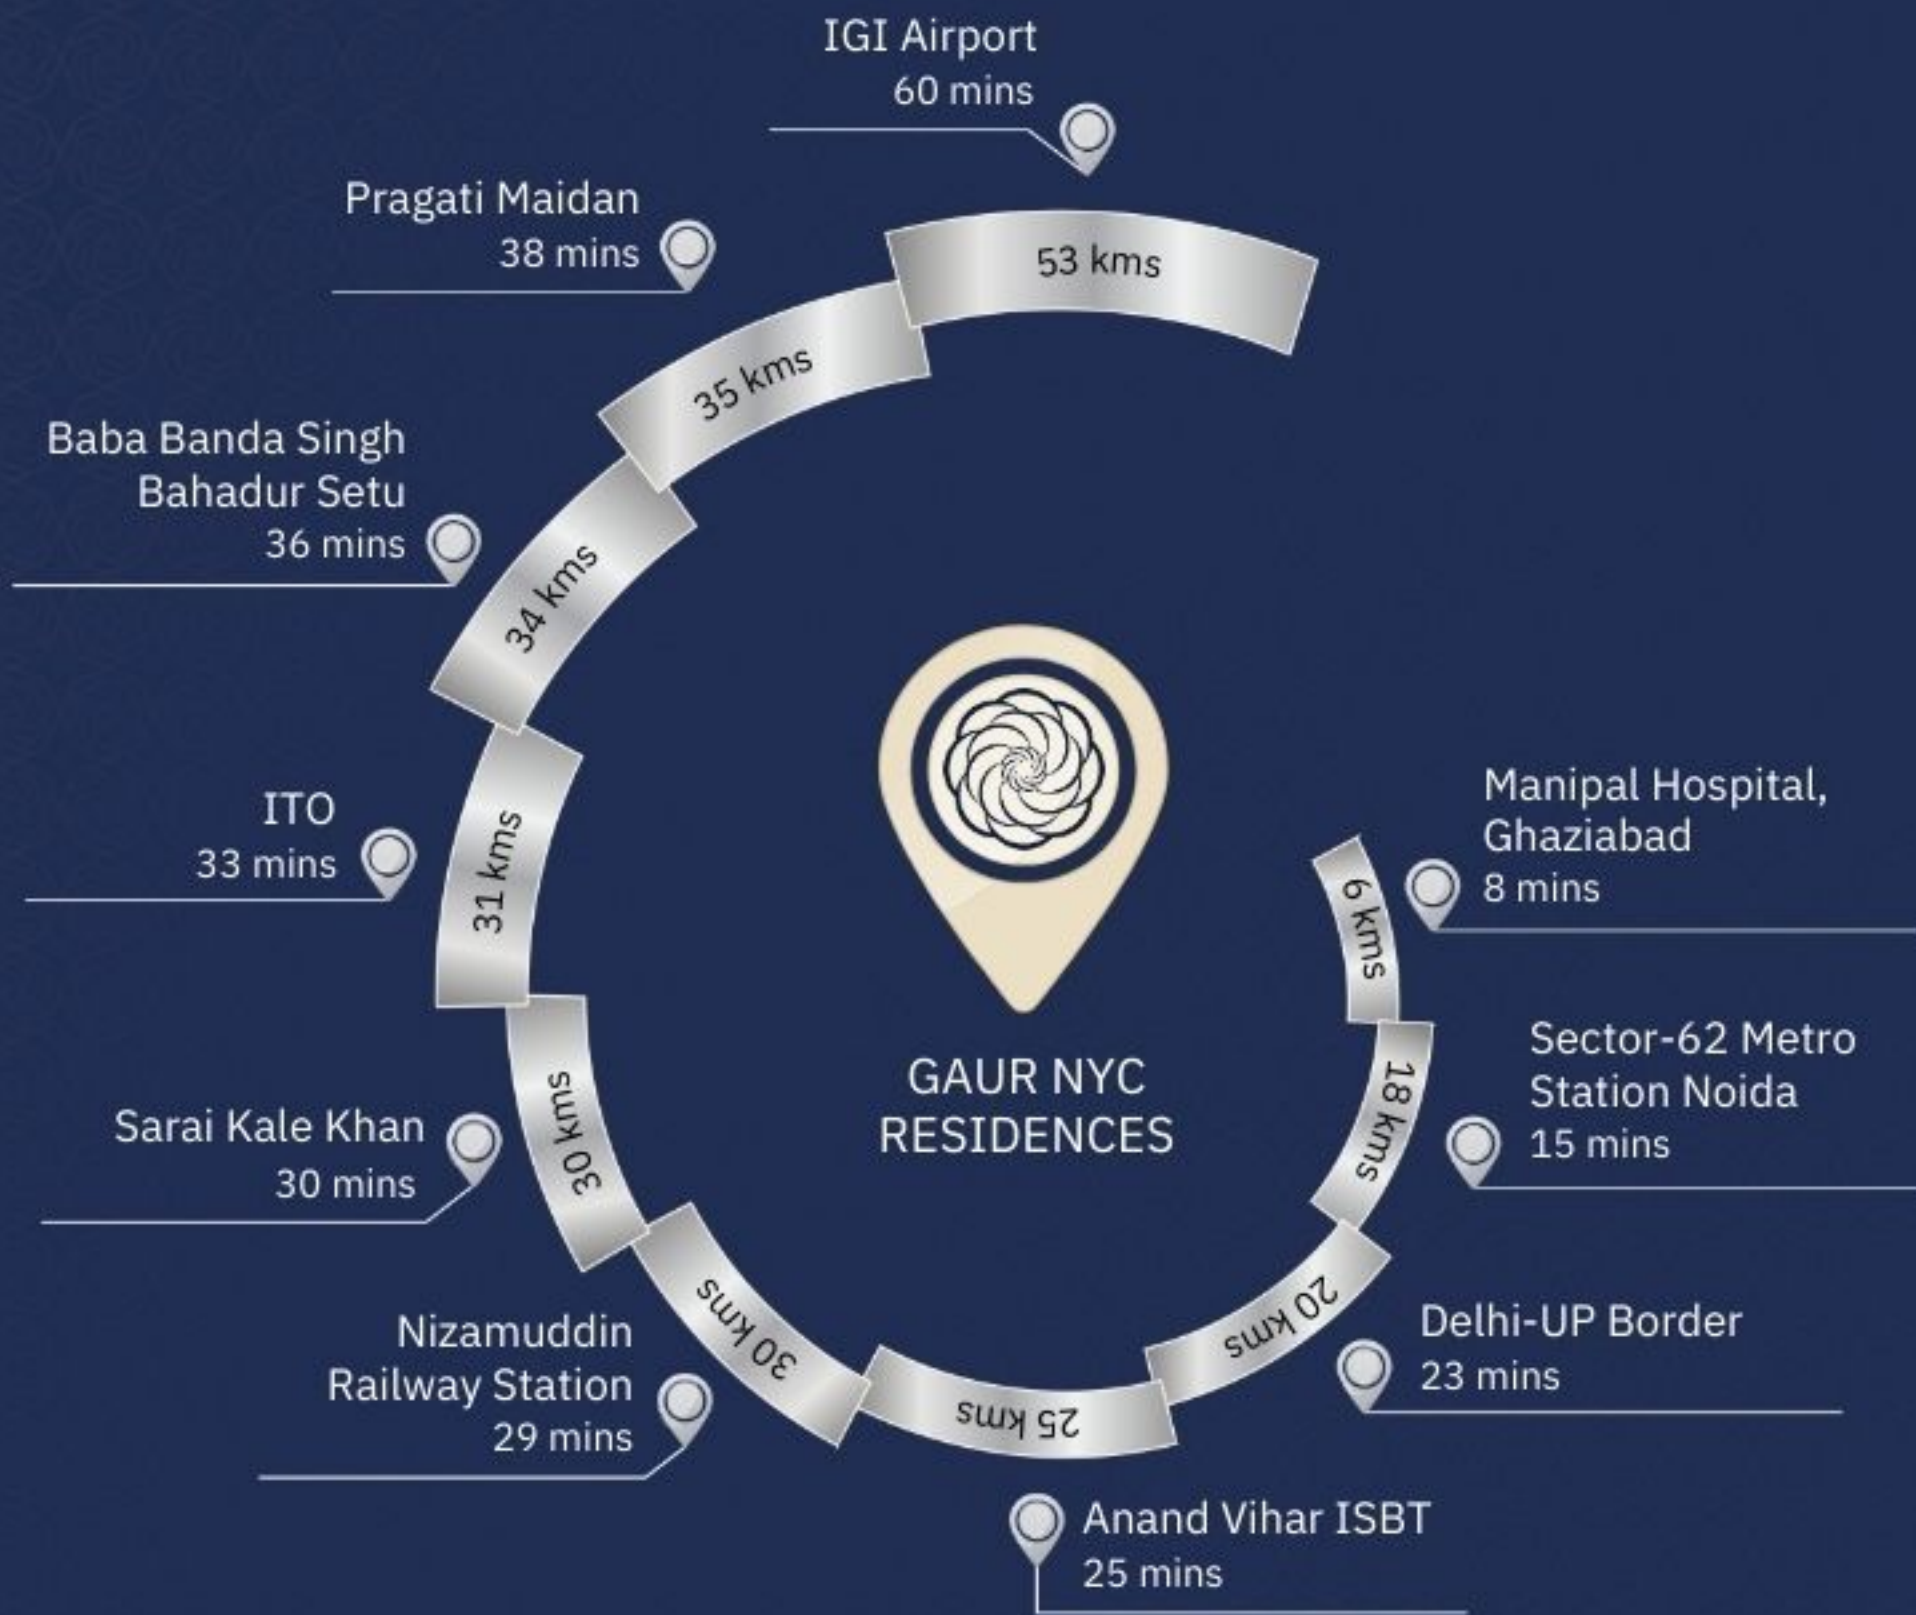 IGI Airport
60 mins
53 kms
Pragati Maidan
38 mins
35 kms
Baba Banda Singh
Bahadur Setu
36 mins
34 kms
ITO
33 mins
31 kms
Sarai Kale Khan
30 mins
30 kms
Nizamuddin
Railway Station
29 mins
30 kms
Anand Vihar ISBT
25 mins
25 kms
Delhi-UP Border
23 mins
20 kms
Sector-62 Metro
Station Noida
15 mins
18 kms
Manipal Hospital,
Ghaziabad
8 mins
6 kms
GAUR NYC
RESIDENCES